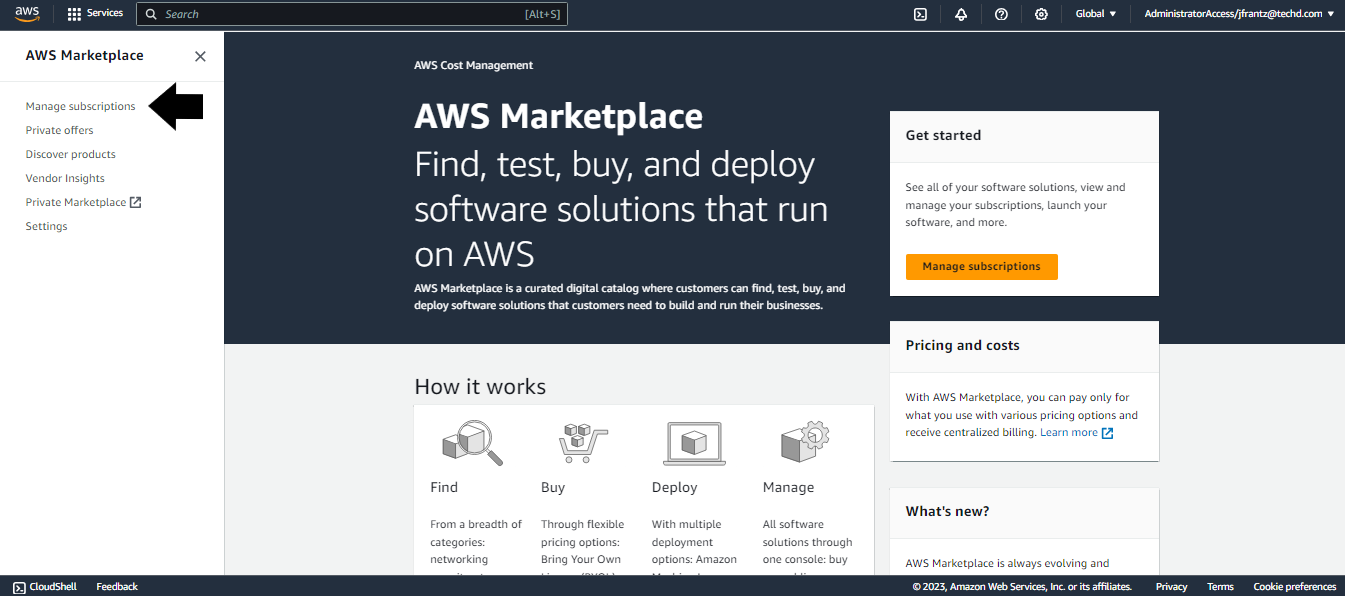 aws
Services
Search
[Alt+S]
Global
AdministratorAccess/jfrantz@techd.com
AWS Marketplace
Manage subscriptions
Private offers
Discover products
Vendor Insights
Private Marketplace
Settings
AWS Cost Management
AWS Marketplace
Find, test, buy, and deploy
software solutions that run
on AWS
AWS Marketplace is a curated digital catalog where customers can find, test, buy, and
deploy software solutions that customers need to build and run their businesses.
Get started
See all of your software solutions, view and
manage your subscriptions, launch your
software, and more.
Manage subscriptions
Pricing and costs
With AWS Marketplace, you can pay only for
what you use with various pricing options and
receive centralized billing. Learn more
What's new?
AWS Marketplace is always evolving and
How it works
Find
From a breadth of
categories:
networking
Buy
Through flexible
pricing options:
Bring Your Own
Deploy
With multiple
deployment
options: Amazon
Manage
All software
solutions through
one console: buy
CloudShell
Feedback
© 2023, Amazon Web Services, Inc. or its affiliates.
Privacy
Terms
Cookie preferences